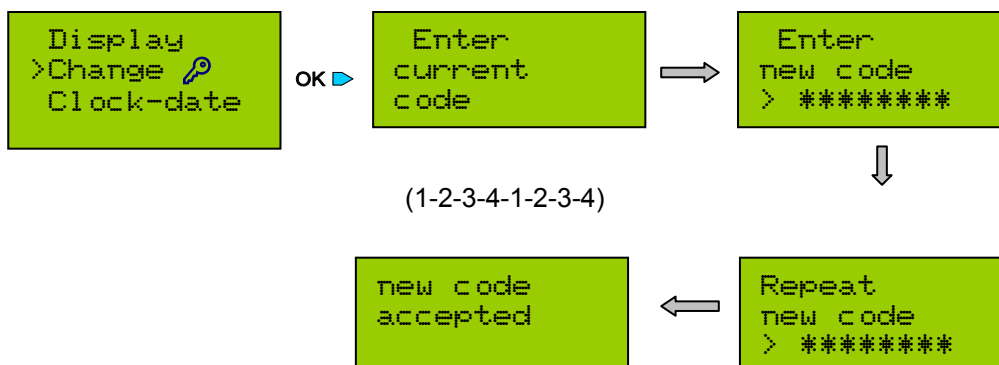 Display
>Change
Clock-date
OK
Enter
current
code
Enter
new code
> ********
(1-2-3-4-1-2-3-4)
new code
accepted
Repeat
new code
> ********